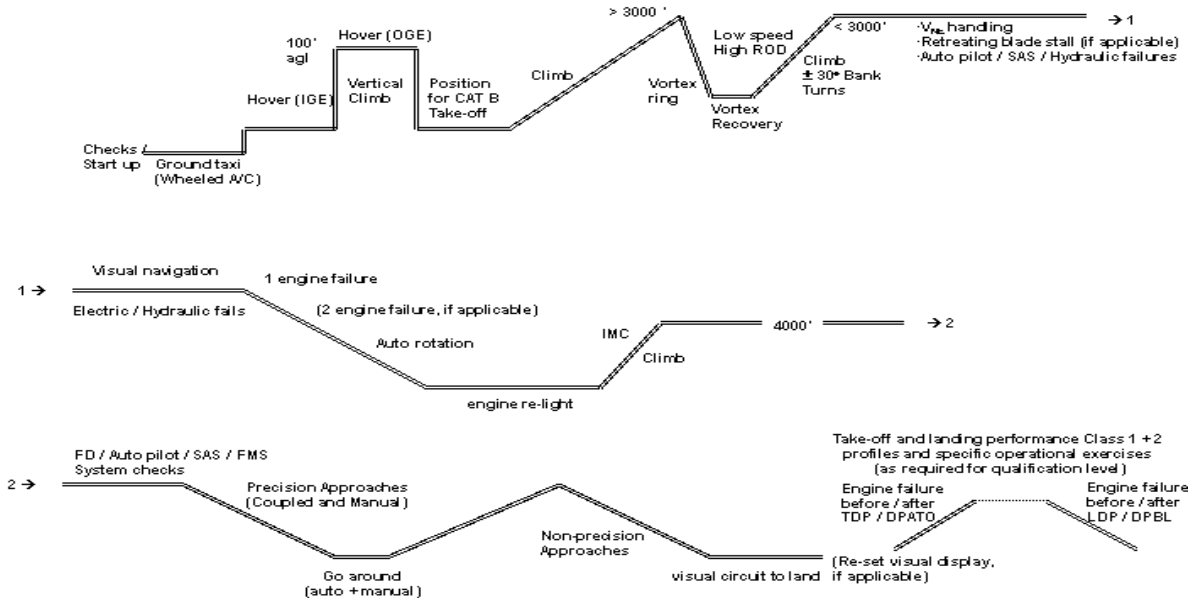 > 3000 '
Hover (OGE)
100'
agl
Low speed
High ROD
< 3000'
→ 1
·VNE handling
·Retreating blade stall (if applicable)
·Auto pilot / SAS / Hydraulic failures
Climb
Climb
± 30° Bank
Turns
Vertical
Climb
Position
for CAT B
Take-off
Vortex
ring
Hover (IGE)
Vortex
Recovery
Checks /
Start up
Ground taxi
(Wheeled A/C)
Visual navigation
1 engine failure
1 →
Electric / Hydraulic fails
(2 engine failure, if applicable)
Auto rotation
IMC
Climb
4000'
→ 2
engine re-light
FD / Auto pilot / SAS / FMS
System checks
2 →
Precision Approaches
(Coupled and Manual)
Go around
(auto + manual)
Non-precision
Approaches
visual circuit to land
(Re-set visual display,
if applicable)
Take-off and landing performance Class 1 + 2
profiles and specific operational exercises
(as required for qualification level)
Engine failure
before / after
TDP / DPATO
Engine failure
before / after
LDP / DPBL